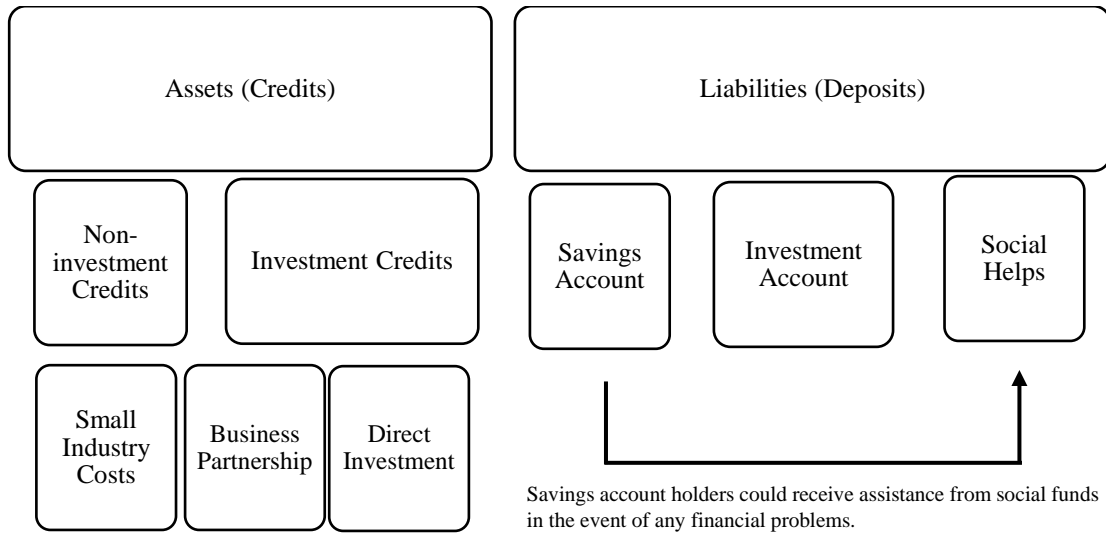 Assets (Credits)
Liabilities (Deposits)
Non-
investment
Credits
Investment Credits
Savings
Account
Investment
Account
Social
Helps
Small
Industry
Costs
Business
Partnership
Direct
Investment
Savings account holders could receive assistance from social funds
in the event of any financial problems.